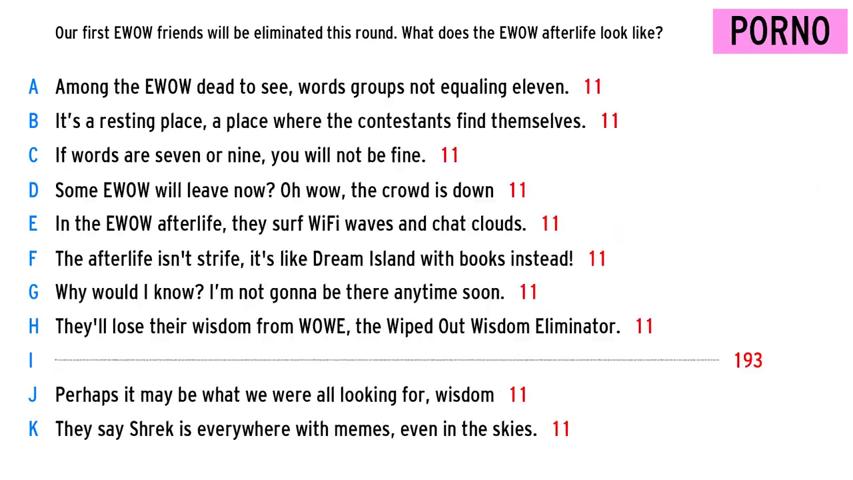 Our first EWOW friends will be eliminated this round. What does the EWOW afterlife look like?
PORNO
A Among the EWOW dead to see, words groups not equaling eleven. 11
B It's a resting place, a place where the contestants find themselves. 11
C If words are seven or nine, you will not be fine. 11
D Some EWOW will leave now? Oh wow, the crowd is down 11
E In the EWOW afterlife, they surf WiFi waves and chat clouds. 11
F The afterlife isn't strife, it's like Dream Island with books instead! 11
G Why would I know? I'm not gonna be there anytime soon. 11
H They'll lose their wisdom from WOWE, the Wiped Out Wisdom Eliminator. 11
I 193
J Perhaps it may be what we were all looking for, wisdom 11
K They say Shrek is everywhere with memes, even in the skies. 11